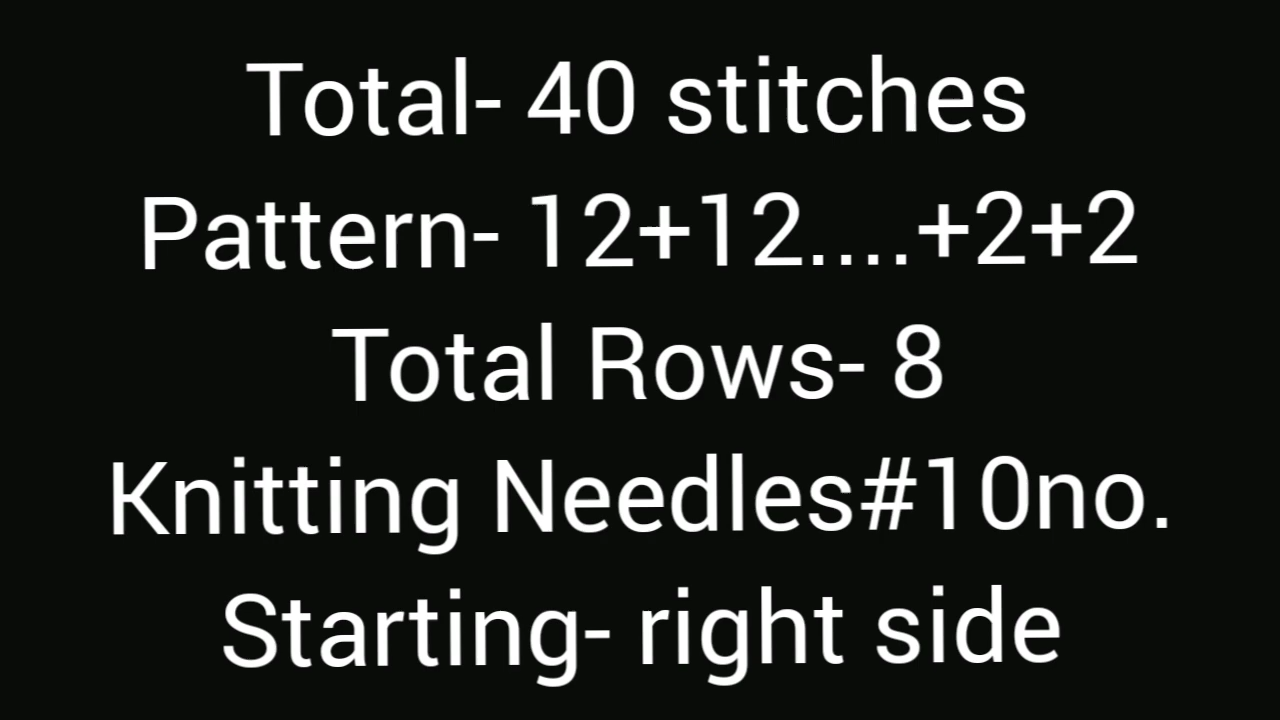 Total- 40 stitches
Pattern- 12+12....+2+2
Total Rows- 8
Knitting Needles#10no.
Starting- right side